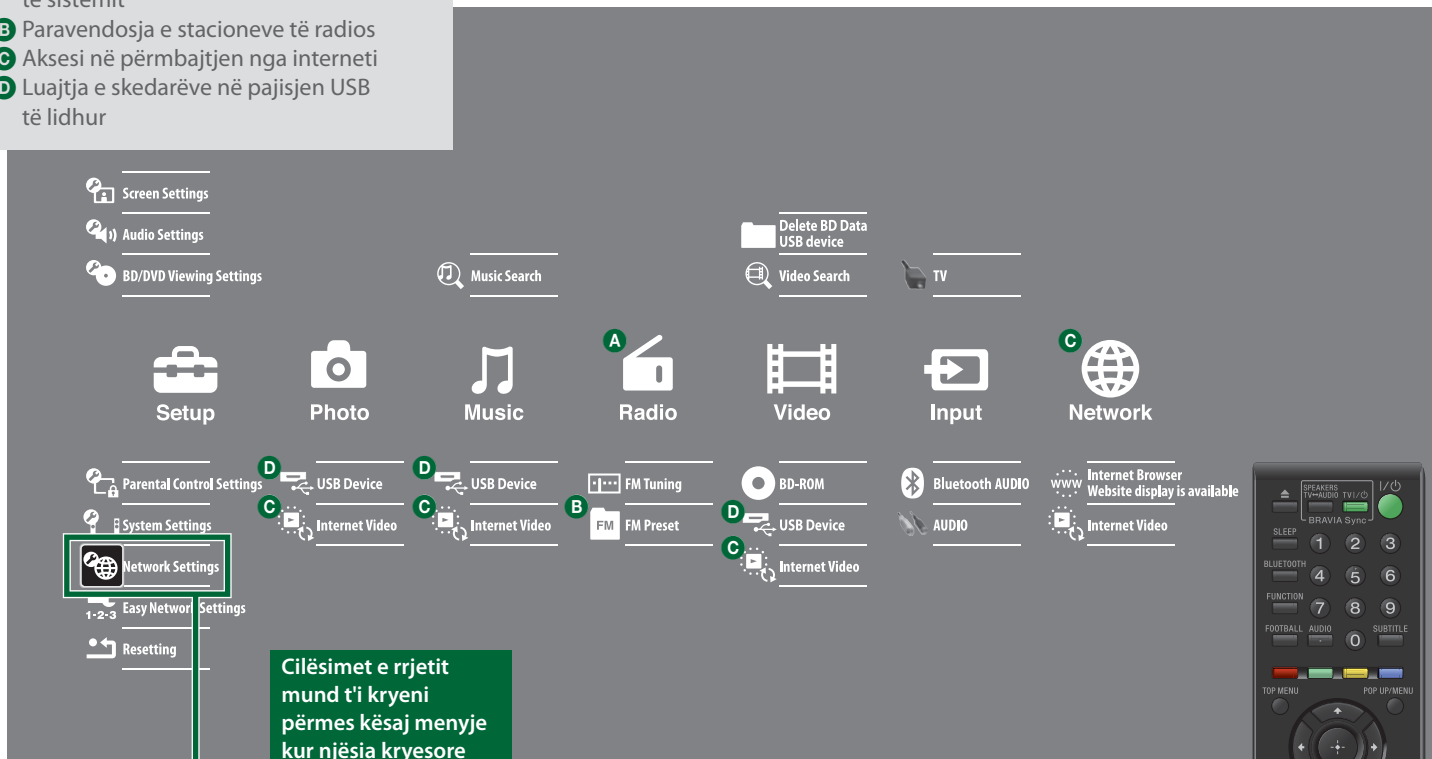 të sistemit
B Paravendosja e stacioneve të radios
C Aksesi në përmbajtjen nga interneti
D Luajtja e skedarëve në pajisjen USB
të lidhur
Screen Settings
Audio Settings
BD/DVD Viewing Settings
Music Search
Delete BD Data
USB device
Video Search
TV
A
C
Setup
Photo
Music
Radio
Video
Input
Network
Parental Control Settings
System Settings
Network Settings
1-2-3 Easy Network Settings
Resetting
D USB Device
C Internet Video
D USB Device
C Internet Video
FM Tuning
B FM FM Preset
BD-ROM
D USB Device
C Internet Video
Bluetooth AUDIO
AUDIO
www Internet Browser
Website display is available
Internet Video
Cilësimet e rrjetit
mund t'i kryeni
përmes kësaj menyje
kur njësia kryesore
SPEAKERS
TV↔AUDIO TV I/⏻ I/⏻
BRAVIA Sync
SLEEP
1 2 3
BLUETOOTH
4 5 6
FUNCTION
7 8 9
FOOTBALL AUDIO 0 SUBTITLE
TOP MENU POP UP/MENU